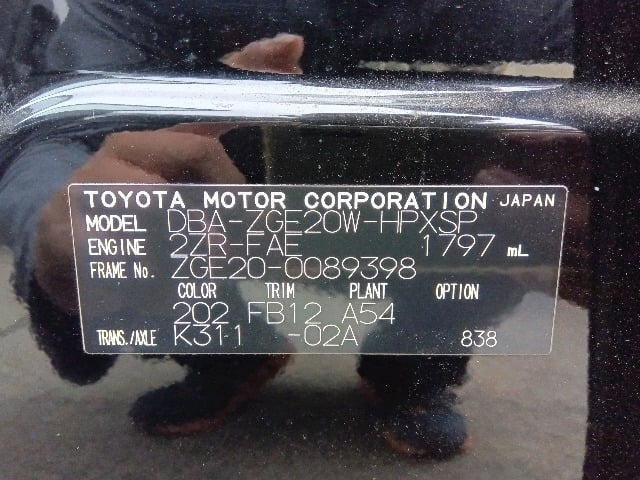 TOYOTA MOTOR CORPORATION JAPAN
MODEL DBA-ZGE20W-HPXSP
ENGINE 2ZR-FAE 1797 mL
FRAME No. ZGE20-0089398
COLOR TRIM PLANT OPTION
202 FB12 A54
TRANS./AXLE K311 -02A 838